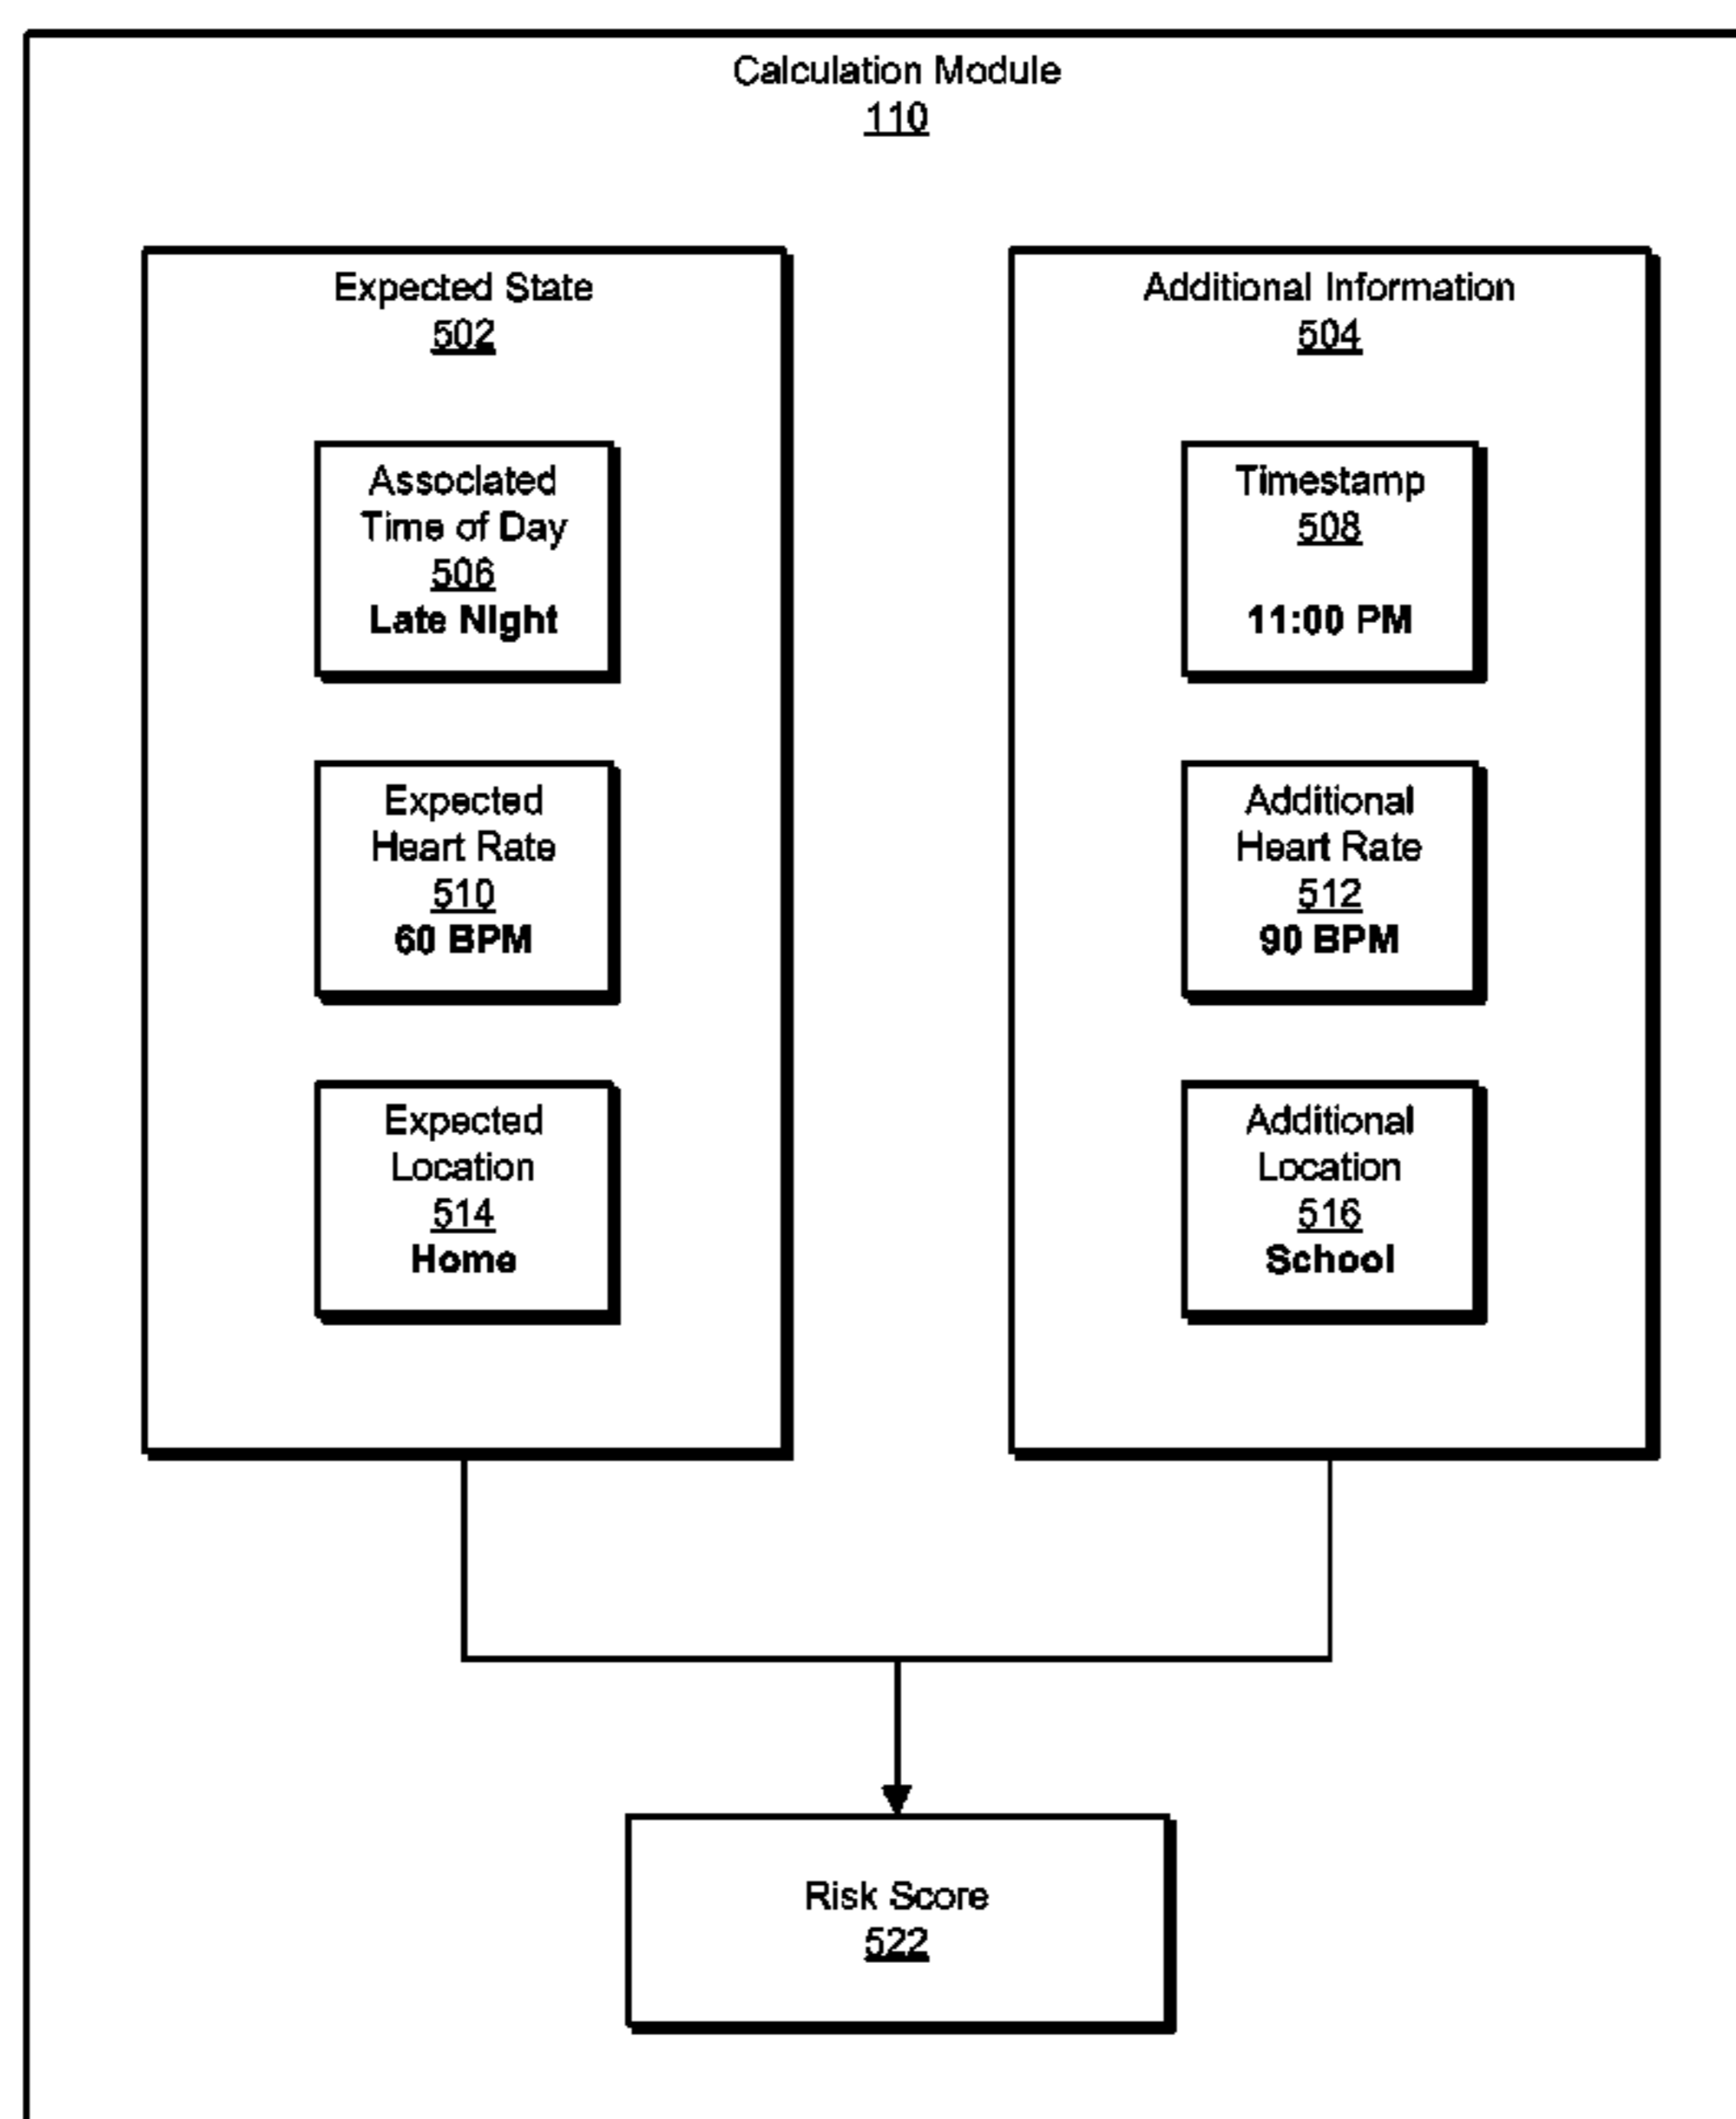 Calculation Module
110
Expected State
502
Associated
Time of Day
506
Late Night
Expected
Heart Rate
510
60 BPM
Expected
Location
514
Home
Additional Information
504
Timestamp
508
11:00 PM
Additional
Heart Rate
512
90 BPM
Additional
Location
516
School
Risk Score
522